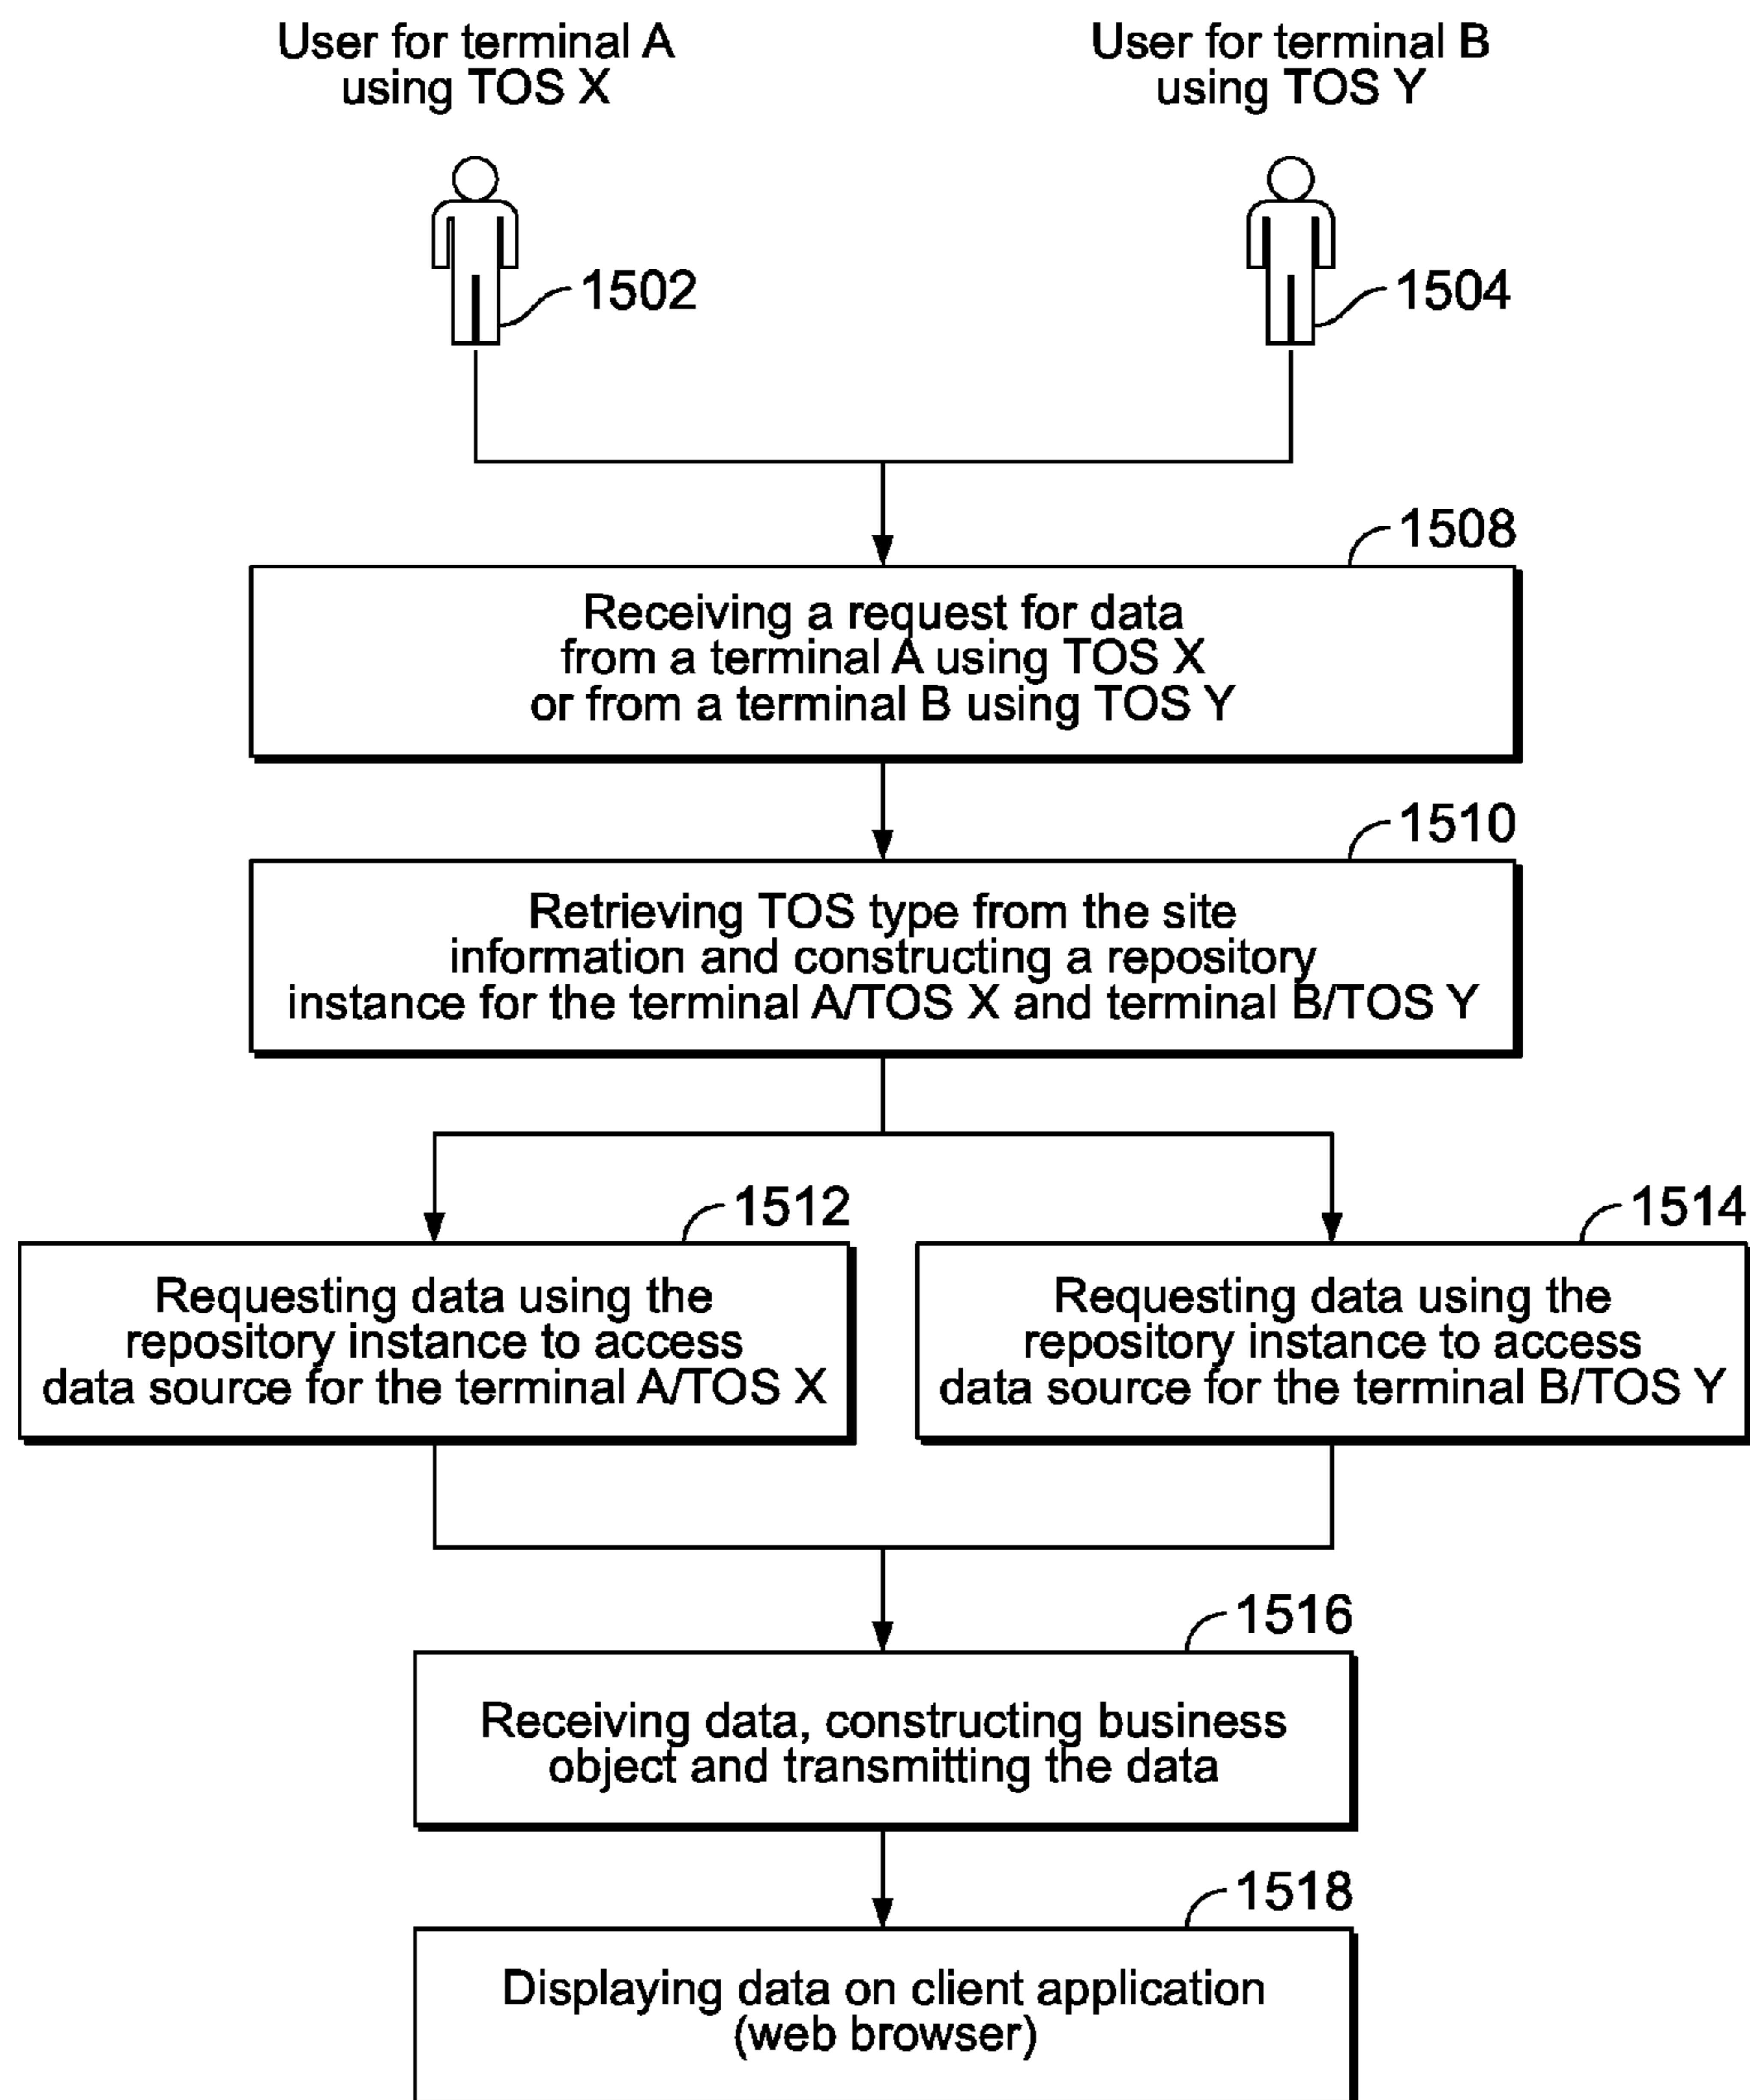 User for terminal A
using TOS X
User for terminal B
using TOS Y
1502
1504
1508
Receiving a request for data
from a terminal A using TOS X
or from a terminal B using TOS Y
1510
Retrieving TOS type from the site
information and constructing a repository
instance for the terminal A/TOS X and terminal B/TOS Y
1512
Requesting data using the
repository instance to access
data source for the terminal A/TOS X
1514
Requesting data using the
repository instance to access
data source for the terminal B/TOS Y
1516
Receiving data, constructing business
object and transmitting the data
1518
Displaying data on client application
(web browser)